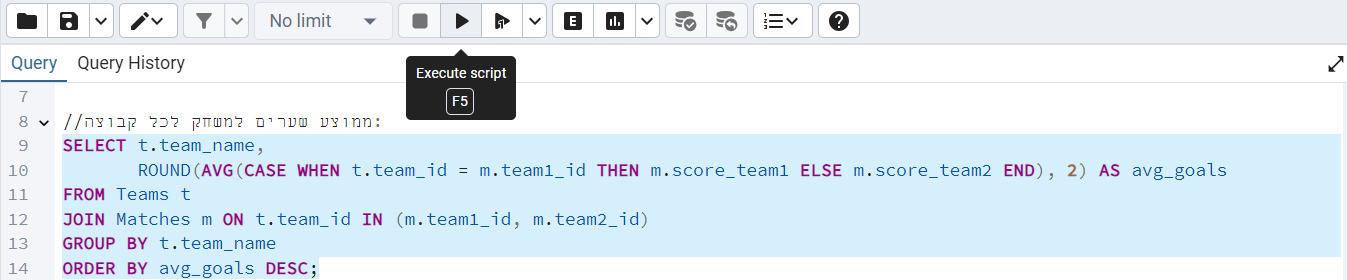 No limit
Query
Query History
Execute script
F5
7
8 //ממוצע שערים למשחק לכל קבוצה:
9 SELECT t.team_name,
10 ROUND(AVG(CASE WHEN t.team_id = m.team1_id THEN m.score_team1 ELSE m.score_team2 END), 2) AS avg_goals
11 FROM Teams t
12 JOIN Matches m ON t.team_id IN (m.team1_id, m.team2_id)
13 GROUP BY t.team_name
14 ORDER BY avg_goals DESC;